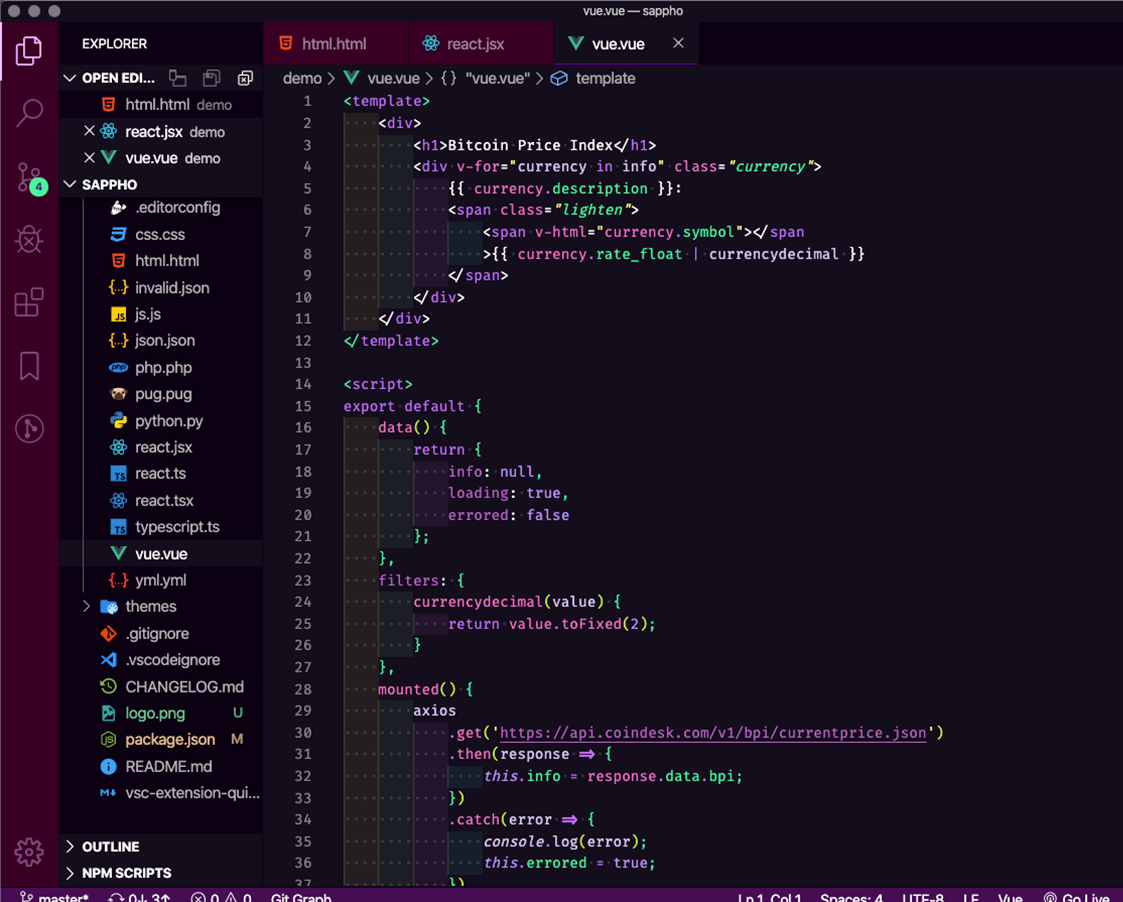 vue.vue — sappho
EXPLORER
OPEN EDI...
html.html demo
react.jsx demo
vue.vue demo
4
SAPPHO
.editorconfig
css.css
html.html
{..} invalid.json
JS js.js
{..} json.json
php php.php
pug.pug
python.py
react.jsx
TS react.ts
react.tsx
TS typescript.ts
vue.vue
{..} yml.yml
themes
.gitignore
.vscodeignore
CHANGELOG.md
logo.png U
package.json M
README.md
vsc-extension-qui...
OUTLINE
NPM SCRIPTS
html.html react.jsx vue.vue
demo > vue.vue > {} "vue.vue" > template
1 <template>
2 <div>
3 <h1>Bitcoin Price Index</h1>
4 <div v-for="currency in info" class="currency">
5 {{ currency.description }}:
6 <span class="lighten">
7 <span v-html="currency.symbol"></span
8 >{{ currency.rate_float | currencydecimal }}
9 </span>
10 </div>
11 </div>
12 </template>
13
14 <script>
15 export default {
16 data() {
17 return {
18 info: null,
19 loading: true,
20 errored: false
21 };
22 },
23 filters: {
24 currencydecimal(value) {
25 return value.toFixed(2);
26 }
27 },
28 mounted() {
29 axios
30 .get('https://api.coindesk.com/v1/bpi/currentprice.json')
31 .then(response => {
32 this.info = response.data.bpi;
33 })
34 .catch(error => {
35 console.log(error);
36 this.errored = true;
37 })
master* 0↓ 3↑ 0 0 Git Graph Ln 1, Col 1 Spaces: 4 UTF-8 LF Vue Go Live